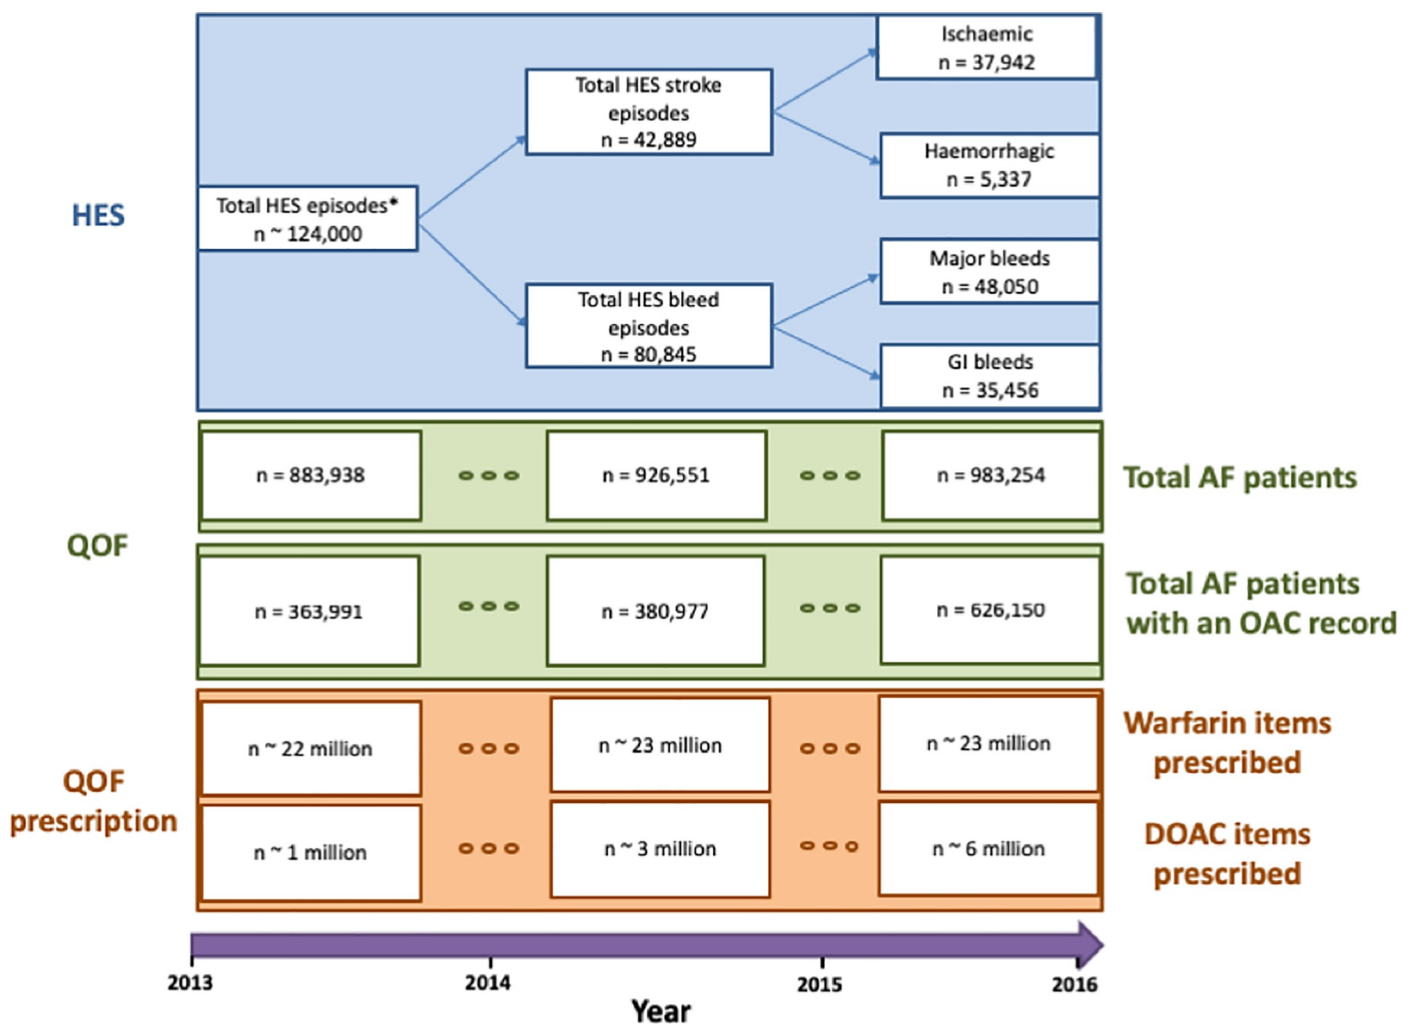 Ischaemic
n = 37,942
Total HES stroke
episodes
n = 42,889
Haemorrhagic
n = 5,337
HES
Total HES episodes*
n ~ 124,000
Major bleeds
n = 48,050
Total HES bleed
episodes
n = 80,845
GI bleeds
n = 35,456
QOF
n = 883,938
n = 926,551
n = 983,254
Total AF patients
n = 363,991
n = 380,977
n = 626,150
Total AF patients
with an OAC record
QOF
prescription
n ~ 22 million
n ~ 23 million
n ~ 23 million
Warfarin items
prescribed
n ~ 1 million
n ~ 3 million
n ~ 6 million
DOAC items
prescribed
2013
2014
2015
2016
Year